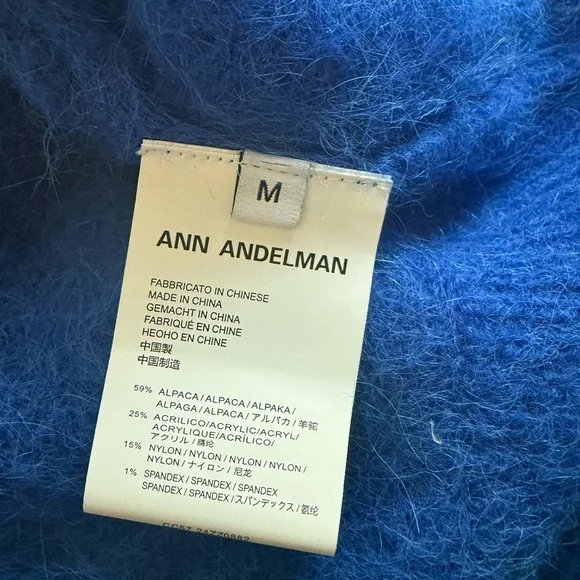 M
ANN ANDELMAN
FABBRICATO IN CHINESE
MADE IN CHINA
GEMACHT IN CHINA
FABRIQUÉ EN CHINE
HEOHO EN CHINE
中国製
中国制造
59% ALPACA / ALPACA / ALPAKA /
ALPAGA / ALPACA / アルパカ / 羊驼
25% ACRILICO/ACRYLIC/ACRYL/
ACRYLIQUE/ACRÍLICO/
アクリル / 腈纶
15% NYLON / NYLON / NYLON / NYLON /
NYLON / ナイロン / 尼龙
1% SPANDEX / SPANDEX / SPANDEX
SPANDEX / SPANDEX / スパンデックス / 氨纶